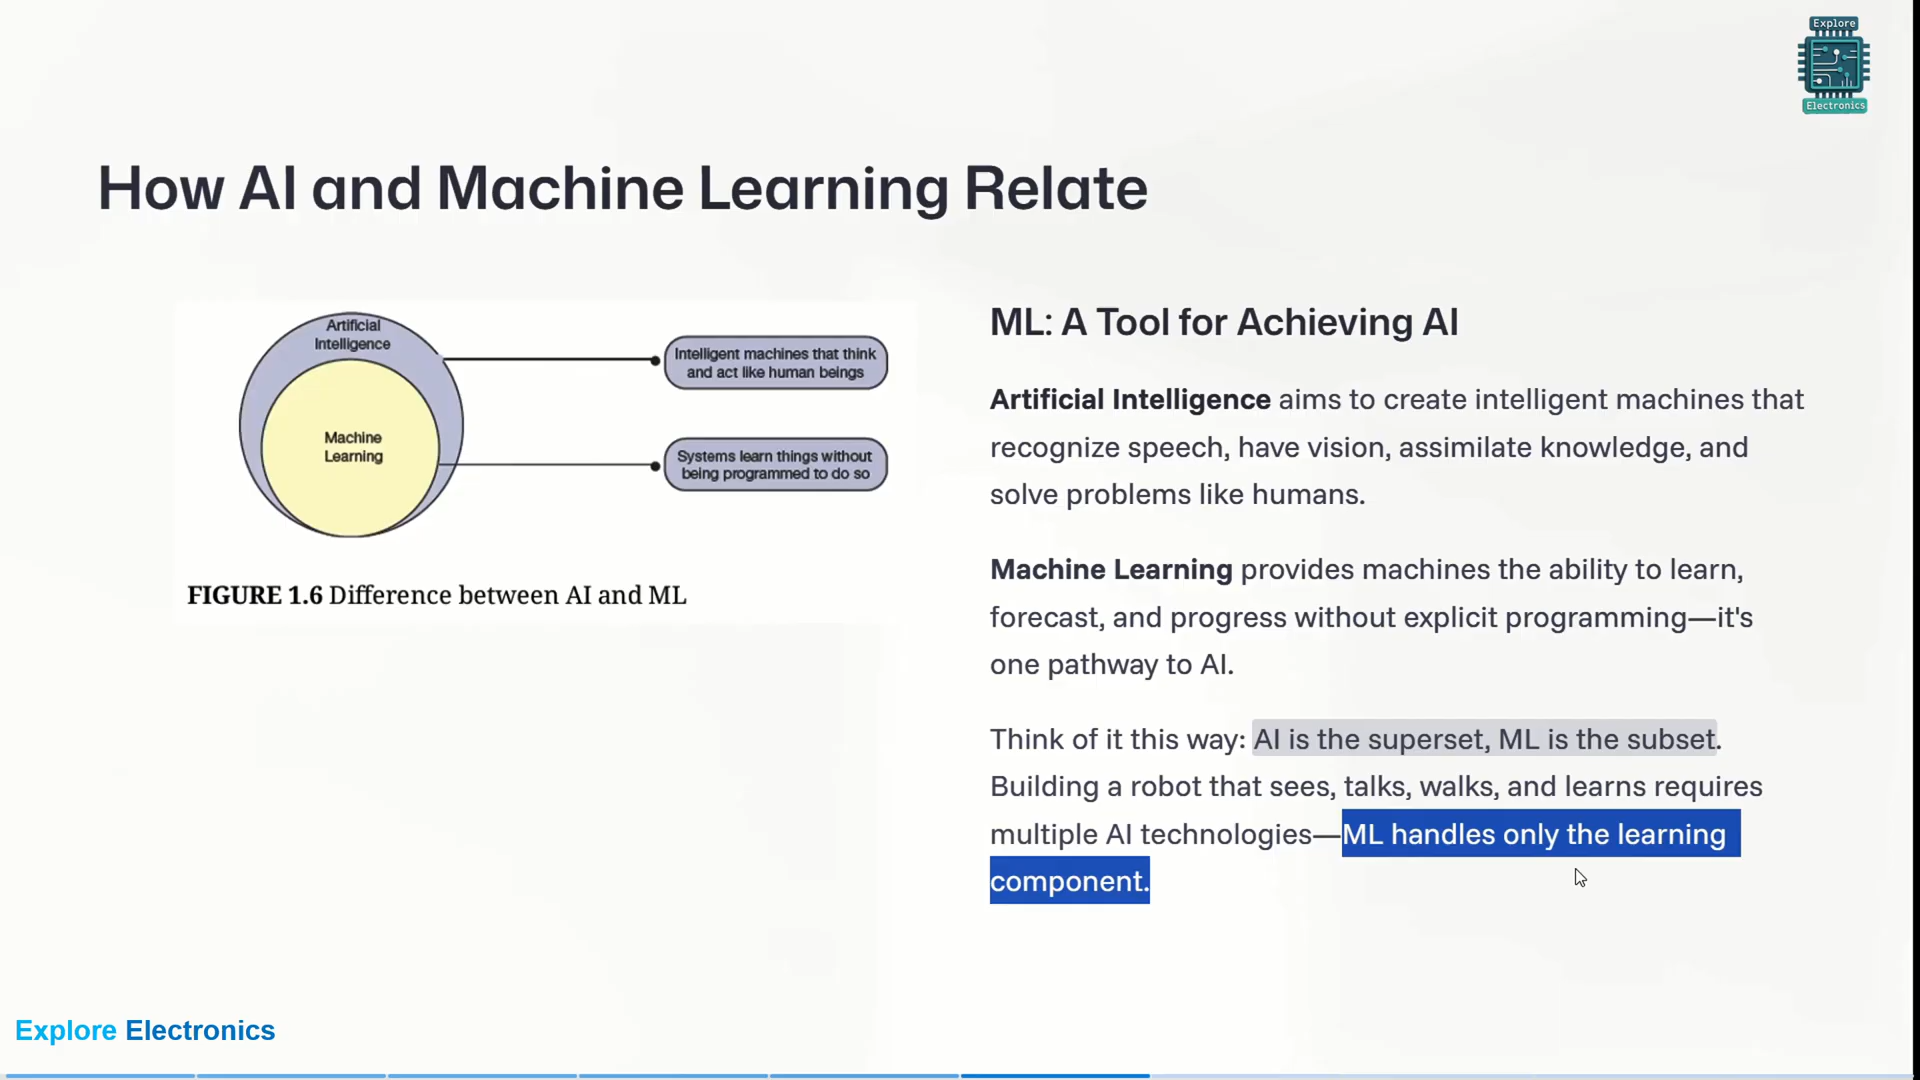 Explore
Electronics
How AI and Machine Learning Relate
Artificial
Intelligence
Machine
Learning
Intelligent machines that think
and act like human beings
Systems learn things without
being programmed to do so
FIGURE 1.6 Difference between AI and ML
ML: A Tool for Achieving AI
Artificial Intelligence aims to create intelligent machines that
recognize speech, have vision, assimilate knowledge, and
solve problems like humans.
Machine Learning provides machines the ability to learn,
forecast, and progress without explicit programming—it's
one pathway to AI.
Think of it this way: AI is the superset, ML is the subset.
Building a robot that sees, talks, walks, and learns requires
multiple AI technologies—ML handles only the learning
component.
Explore Electronics